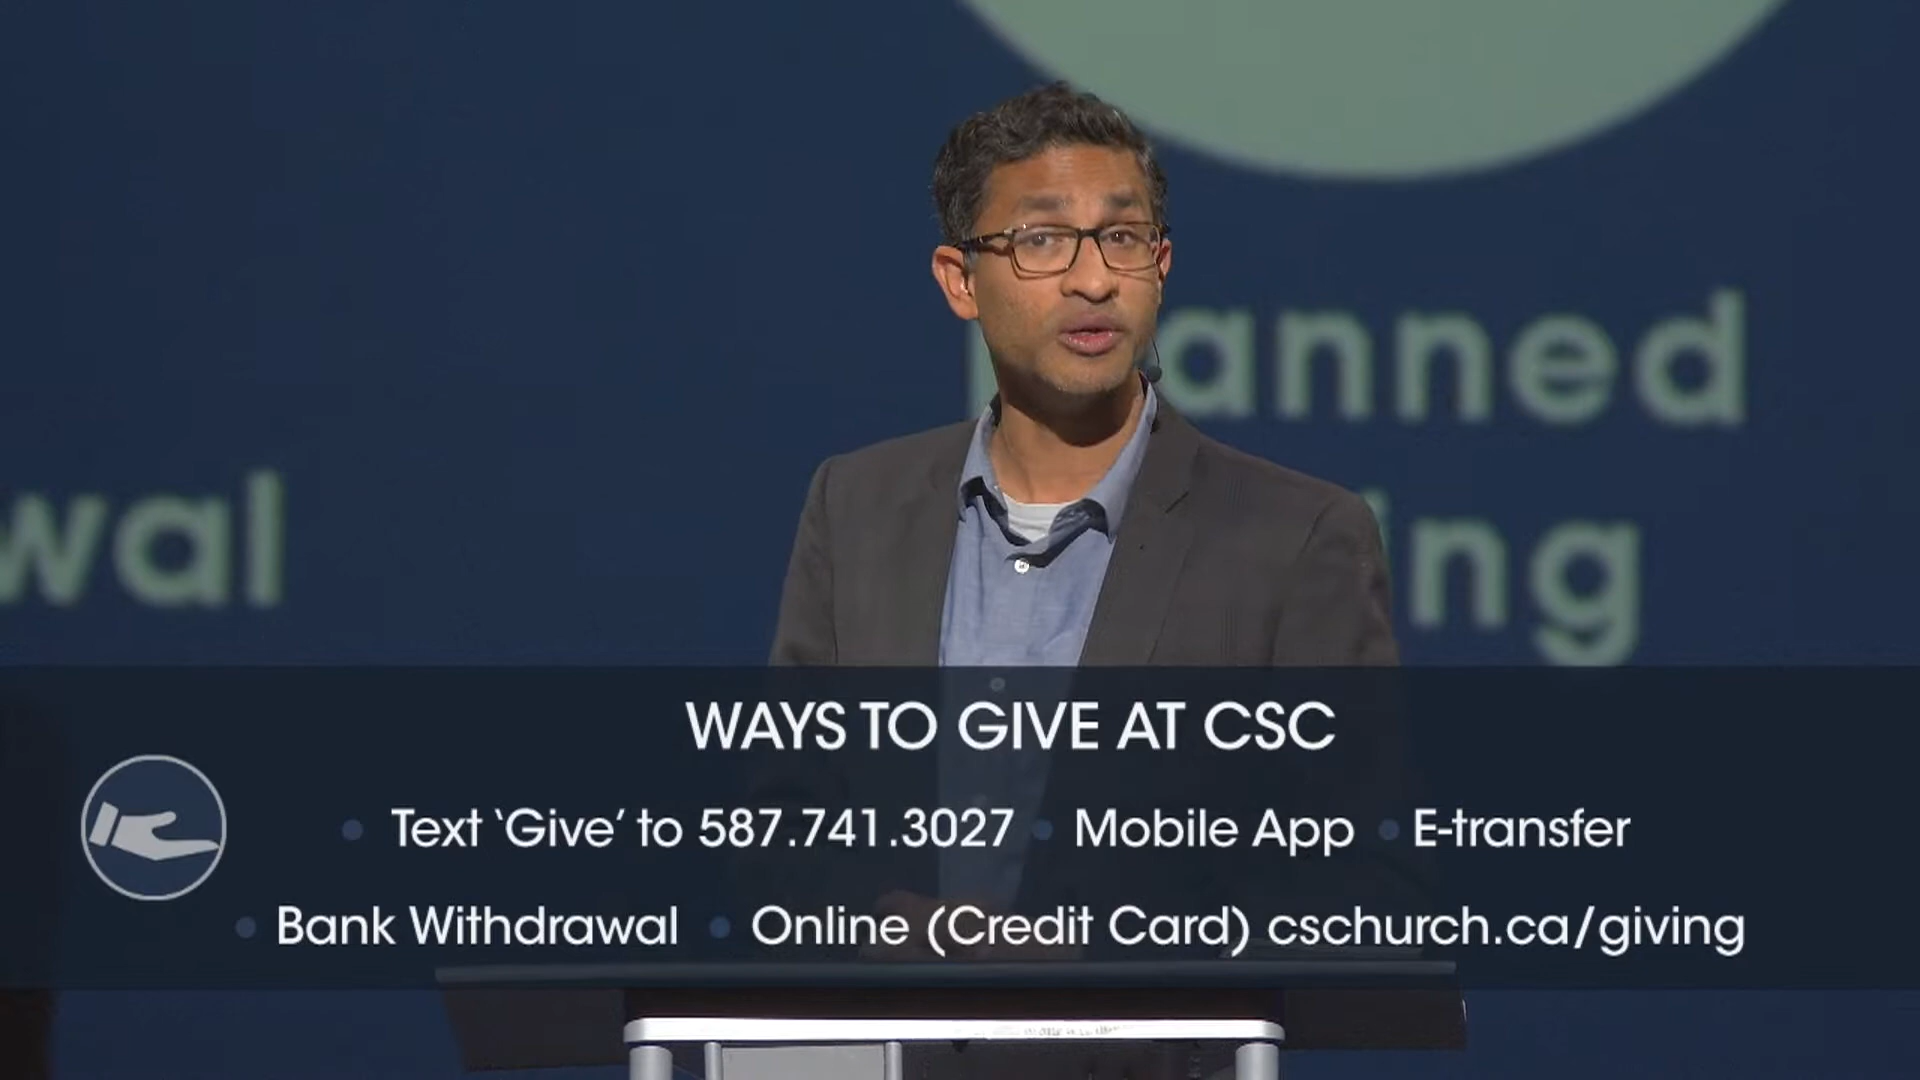 anned
wal
ing
WAYS TO GIVE AT CSC
• Text ‘Give’ to 587.741.3027 • Mobile App • E-transfer
• Bank Withdrawal • Online (Credit Card) cschurch.ca/giving